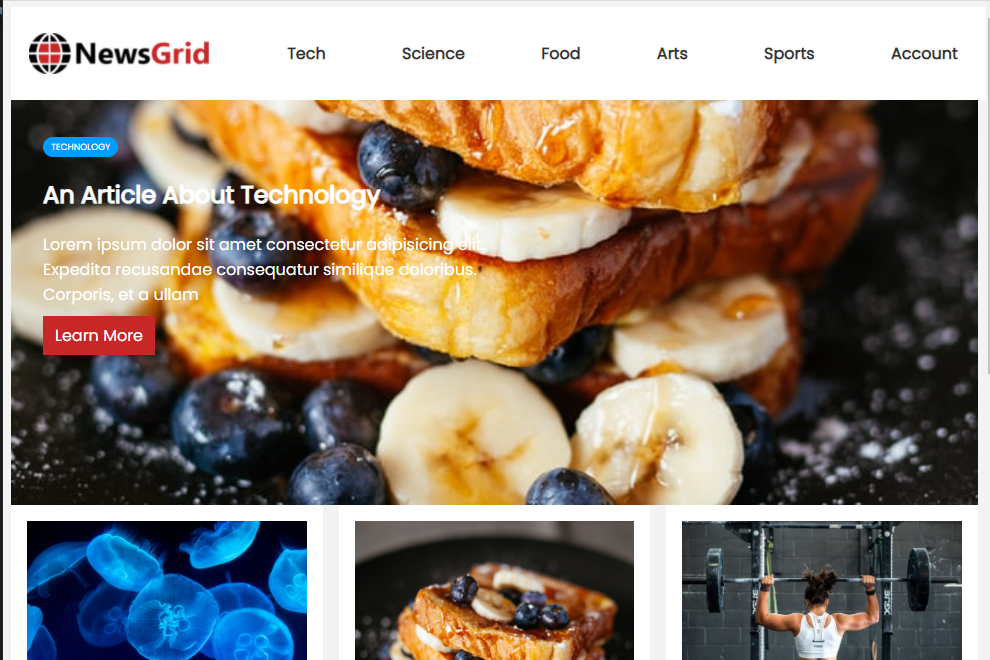 NewsGrid
Tech
Science
Food
Arts
Sports
Account
TECHNOLOGY
An Article About Technology
Lorem ipsum dolor sit amet consectetur adipisicing elit.
Expedita recusandae consequatur similique doloribus.
Corporis, et a ullam
Learn More